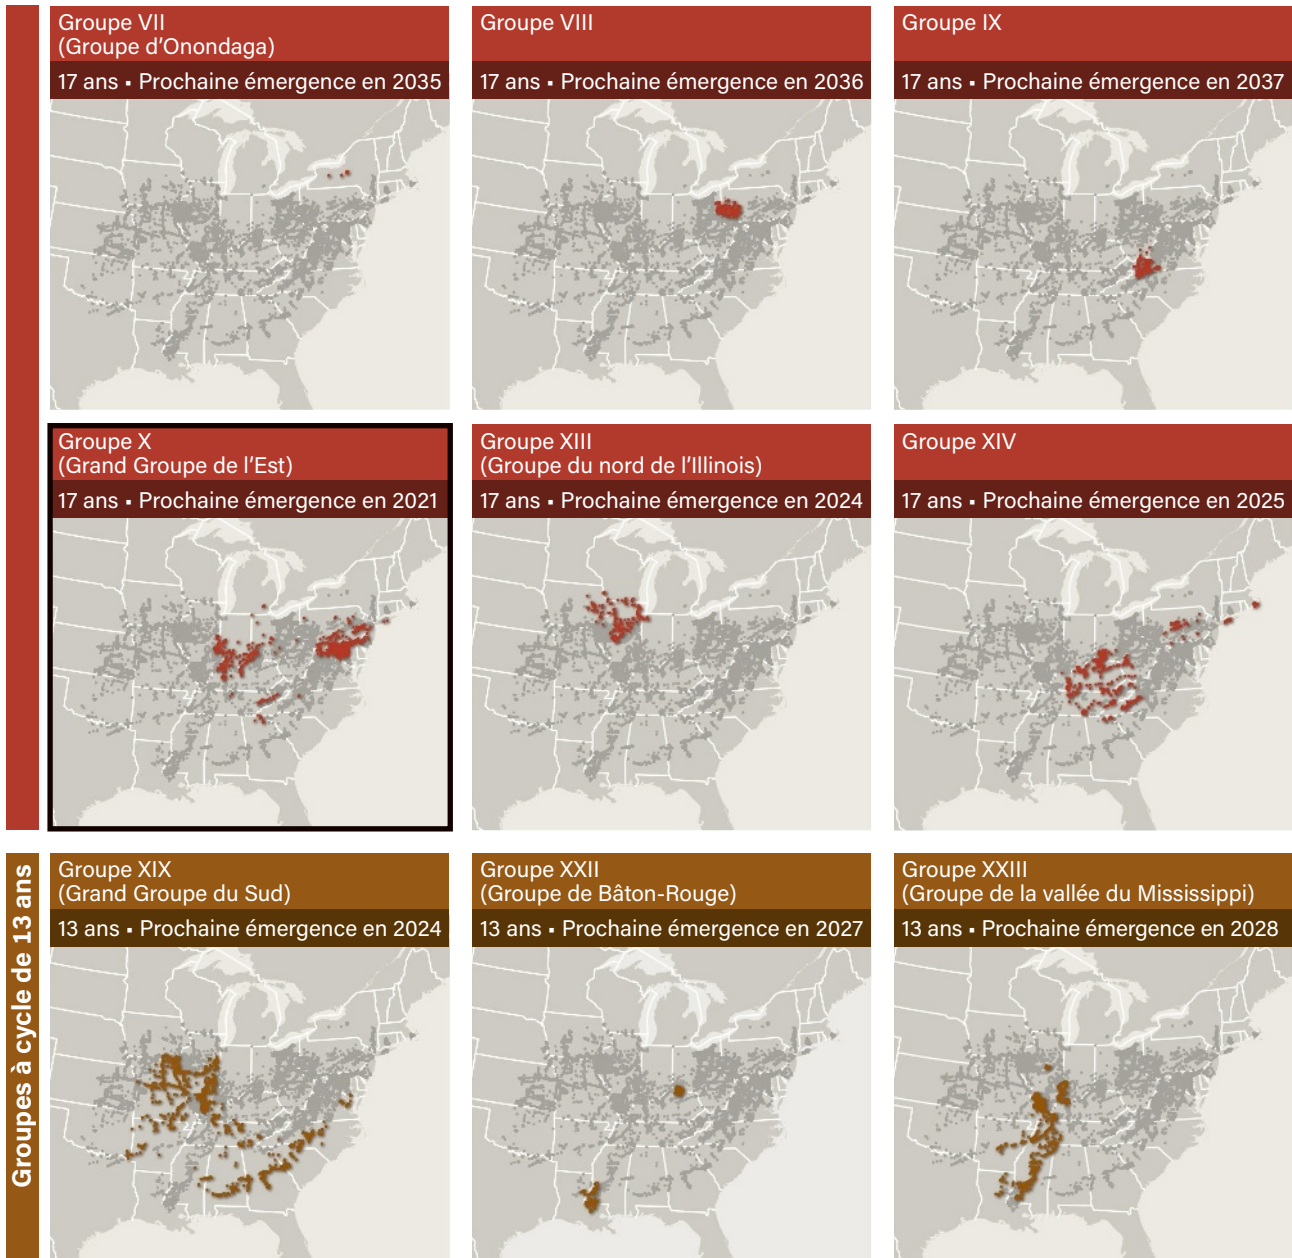 Groupe VII
(Groupe d'Onondaga)
17 ans ▪ Prochaine émergence en 2035
Groupe VIII
17 ans ▪ Prochaine émergence en 2036
Groupe IX
17 ans ▪ Prochaine émergence en 2037
Groupe X
(Grand Groupe de l'Est)
17 ans ▪ Prochaine émergence en 2021
Groupe XIII
(Groupe du nord de l'Illinois)
17 ans ▪ Prochaine émergence en 2024
Groupe XIV
17 ans ▪ Prochaine émergence en 2025
Groupes à cycle de 13 ans
Groupe XIX
(Grand Groupe du Sud)
13 ans ▪ Prochaine émergence en 2024
Groupe XXII
(Groupe de Bâton-Rouge)
13 ans ▪ Prochaine émergence en 2027
Groupe XXIII
(Groupe de la vallée du Mississippi)
13 ans ▪ Prochaine émergence en 2028